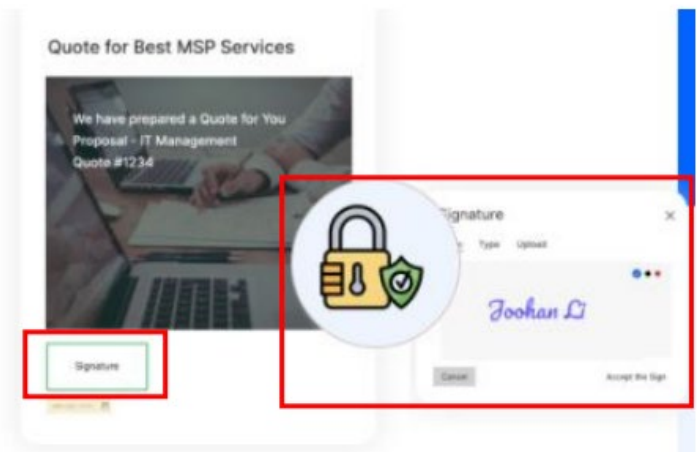 Quote for Best MSP Services
We have prepared a Quote for You
Proposal - IT Management
Quote #1234
Signature
Signature
Type Upload
Joohan Li
Cancel Accept the Sign